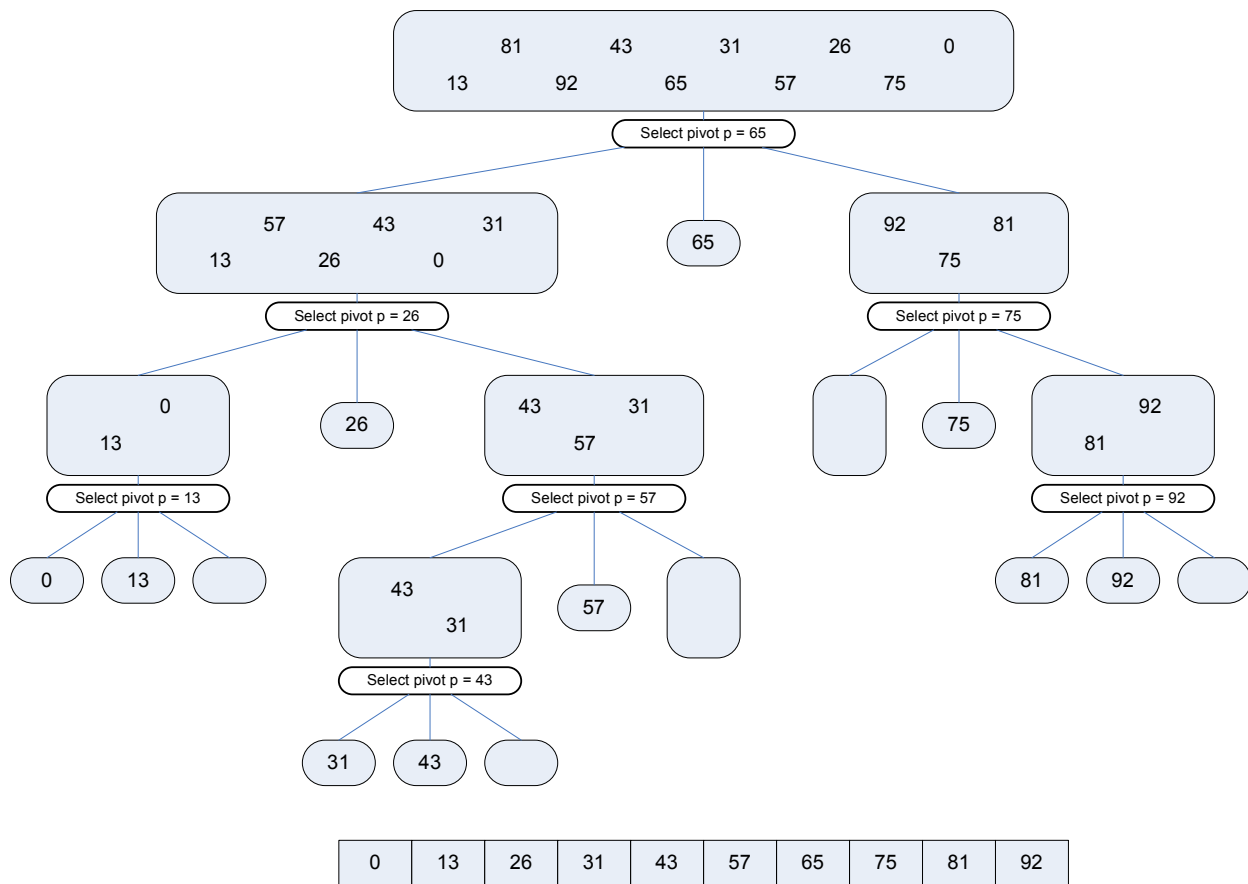 81 43 31 26 0
13 92 65 57 75
Select pivot p = 65
57 43 31
13 26 0
65
92 81
75
Select pivot p = 26
Select pivot p = 75
0
13
26
43 31
57
75
92
81
Select pivot p = 13
Select pivot p = 57
Select pivot p = 92
0 13
43
31
57
81 92
Select pivot p = 43
31 43
0 13 26 31 43 57 65 75 81 92